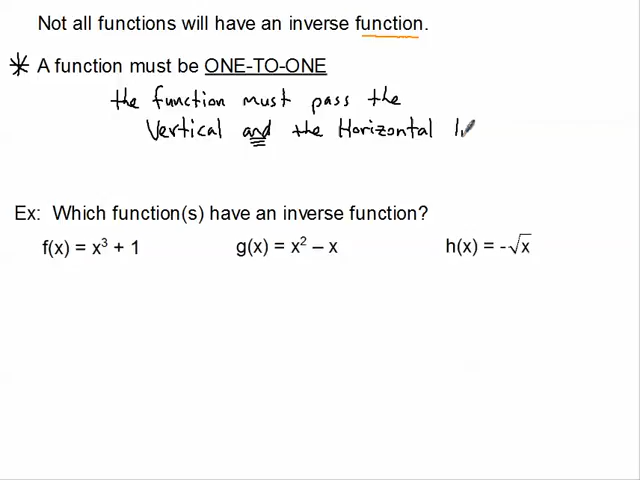 Not all functions will have an inverse function.
* A function must be ONE-TO-ONE
the function must pass the
Vertical and the Horizontal
Ex: Which function(s) have an inverse function?
f(x) = x³ + 1 g(x) = x² – x h(x) = -√x